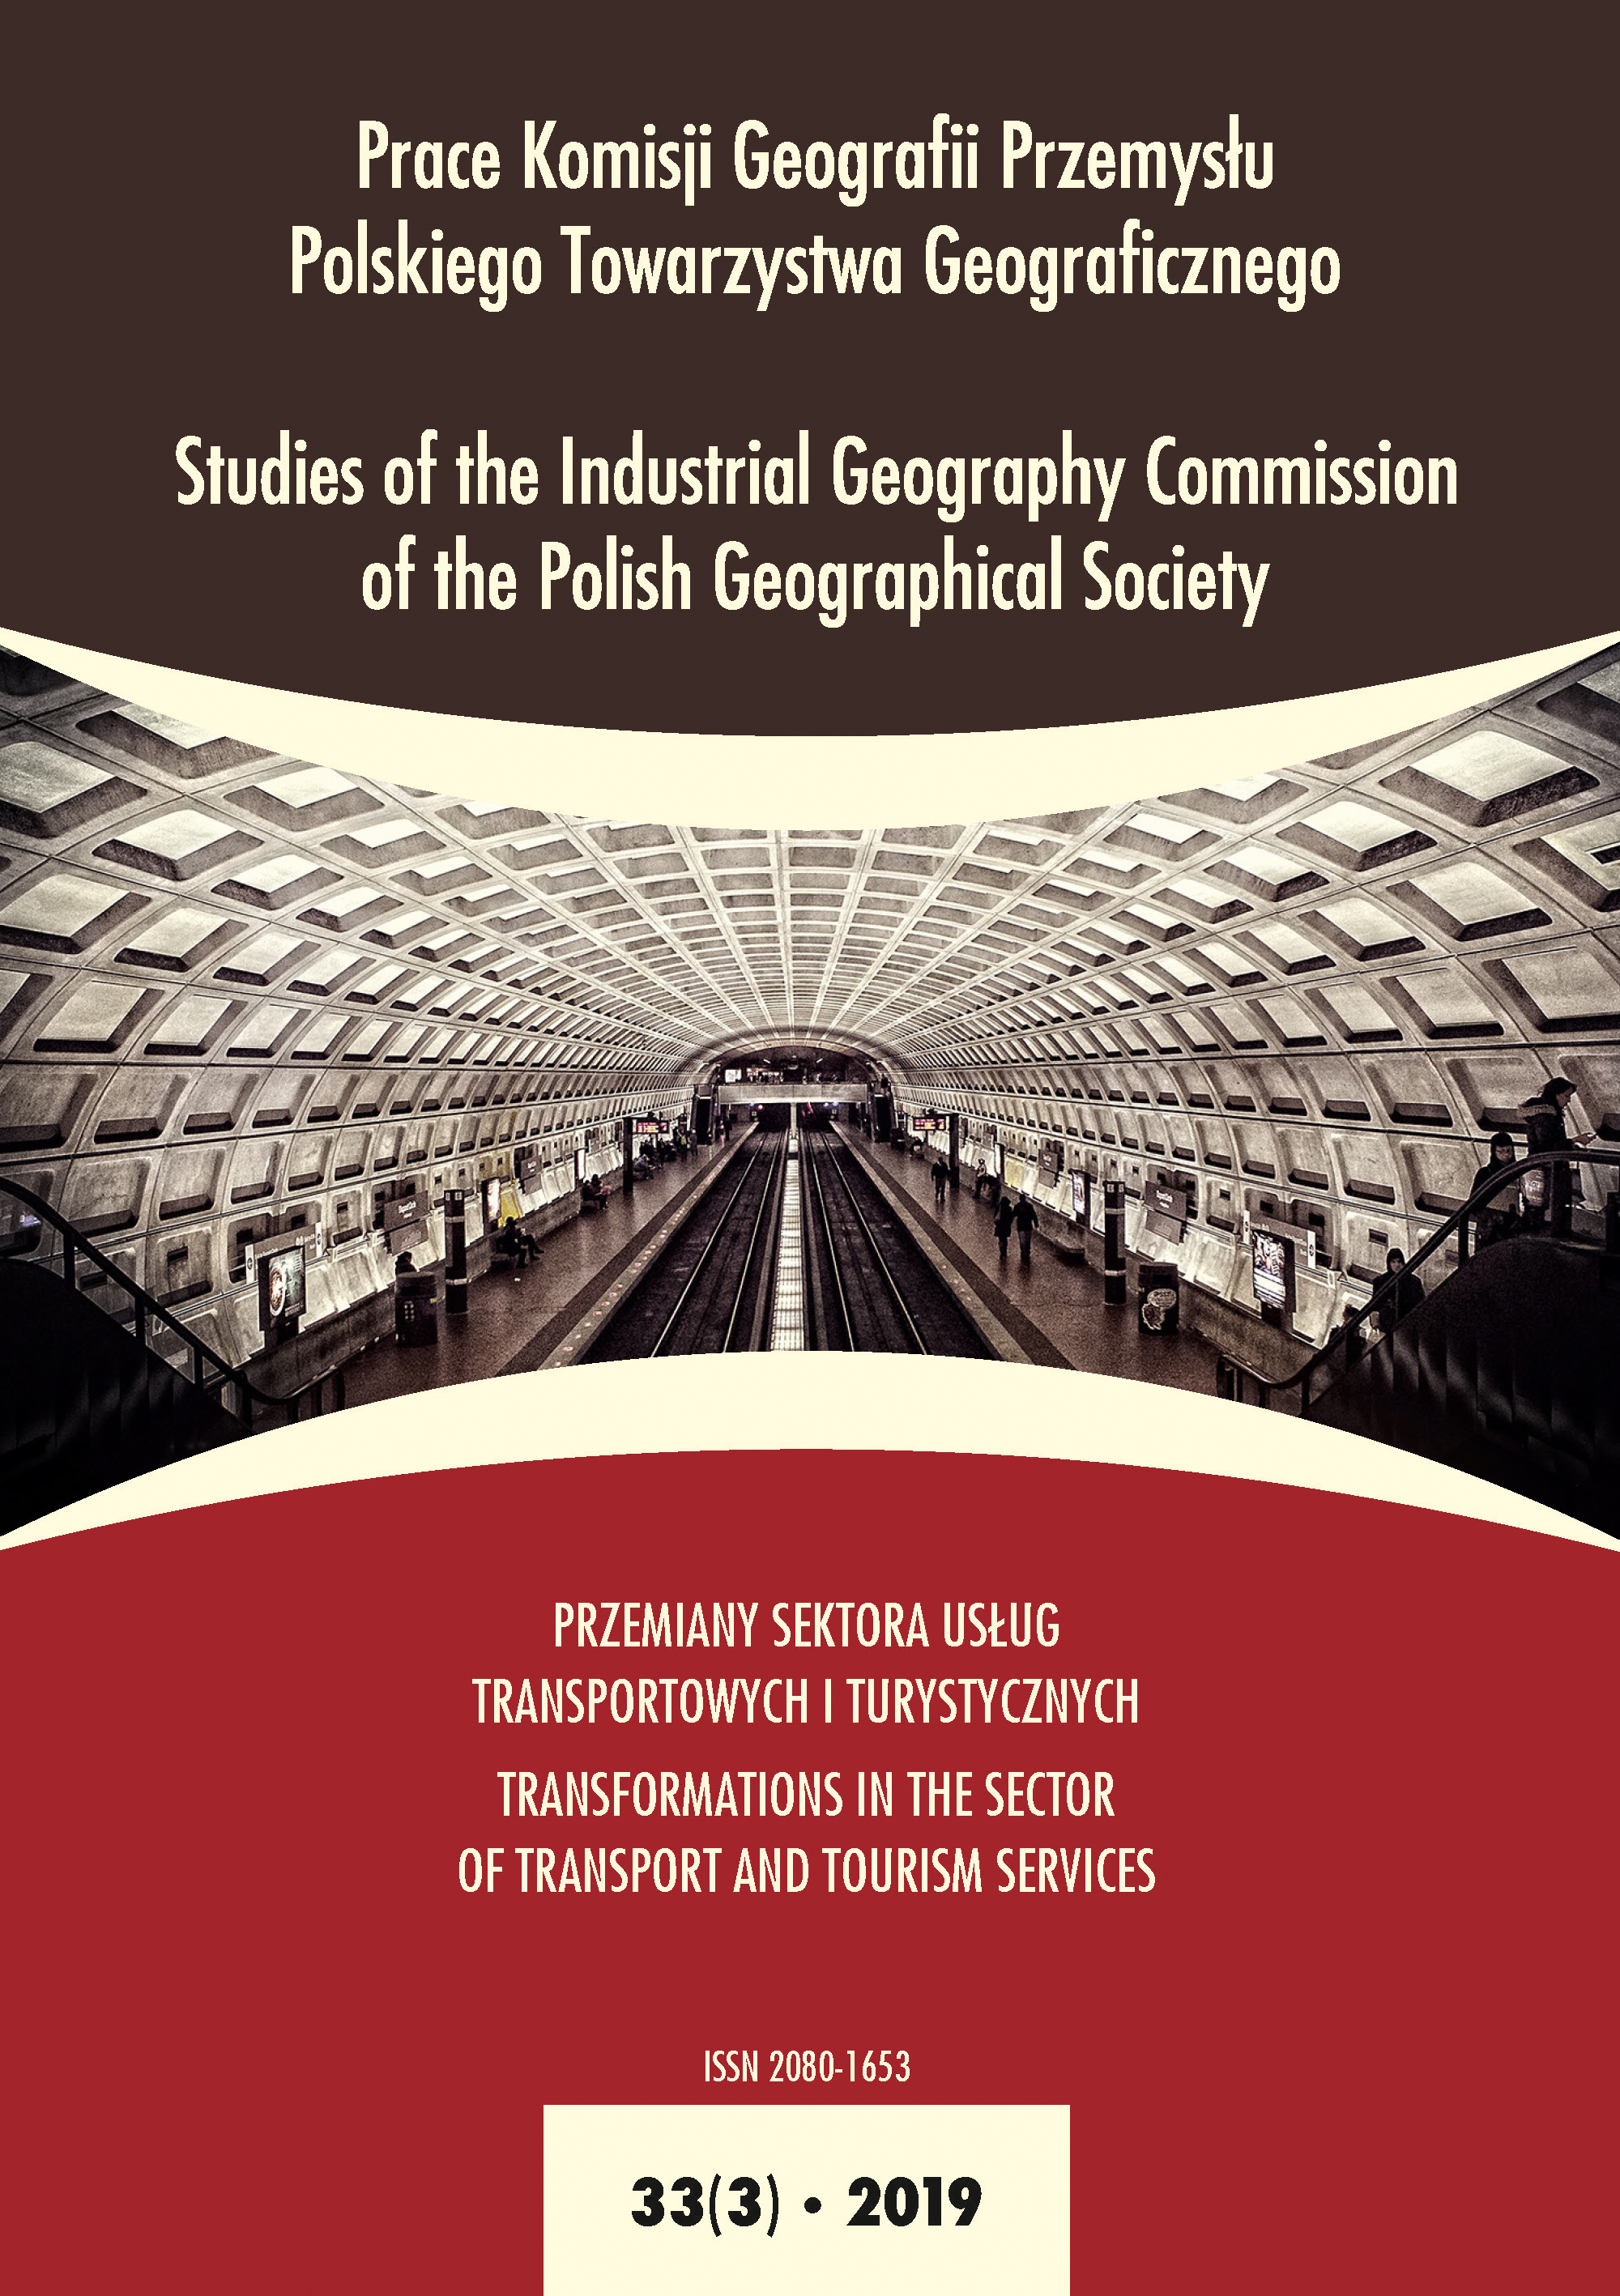 Prace Komisji Geografii Przemysłu
Polskiego Towarzystwa Geograficznego
Studies of the Industrial Geography Commission
of the Polish Geographical Society
PRZEMIANY SEKTORA USŁUG
TRANSPORTOWYCH I TURYSTYCZNYCH
TRANSFORMATIONS IN THE SECTOR
OF TRANSPORT AND TOURISM SERVICES
ISSN 2080-1653
33(3) • 2019